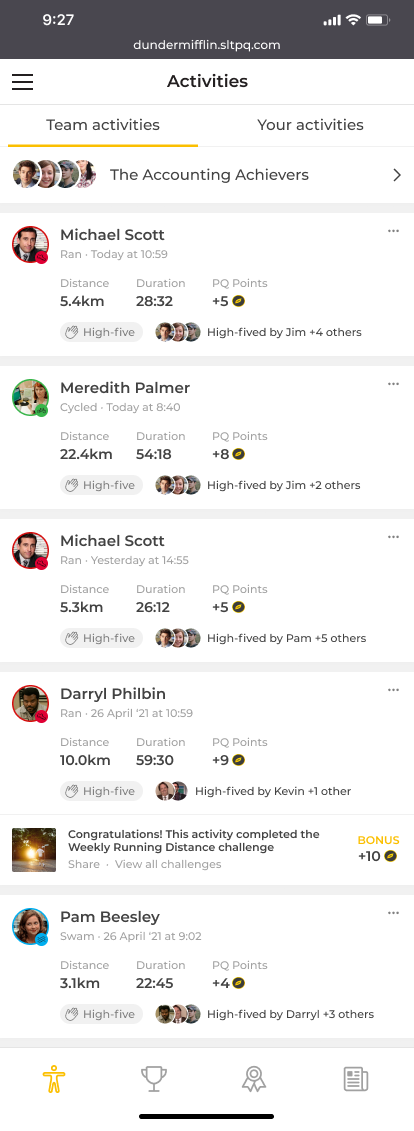 9:27
dundermifflin.sltpq.com
Activities
Team activities
Your activities
The Accounting Achievers
Michael Scott
Ran · Today at 10:59
Distance Duration PQ Points
5.4km 28:32 +5
High-five High-fived by Jim +4 others
Meredith Palmer
Cycled · Today at 8:40
Distance Duration PQ Points
22.4km 54:18 +8
High-five High-fived by Jim +2 others
Michael Scott
Ran · Yesterday at 14:55
Distance Duration PQ Points
5.3km 26:12 +5
High-five High-fived by Pam +5 others
Darryl Philbin
Ran · 26 April '21 at 10:59
Distance Duration PQ Points
10.0km 59:30 +9
High-five High-fived by Kevin +1 other
Congratulations! This activity completed the
Weekly Running Distance challenge
Share · View all challenges
BONUS
+10
Pam Beesley
Swam · 26 April '21 at 9:02
Distance Duration PQ Points
3.1km 22:45 +4
High-five High-fived by Darryl +3 others